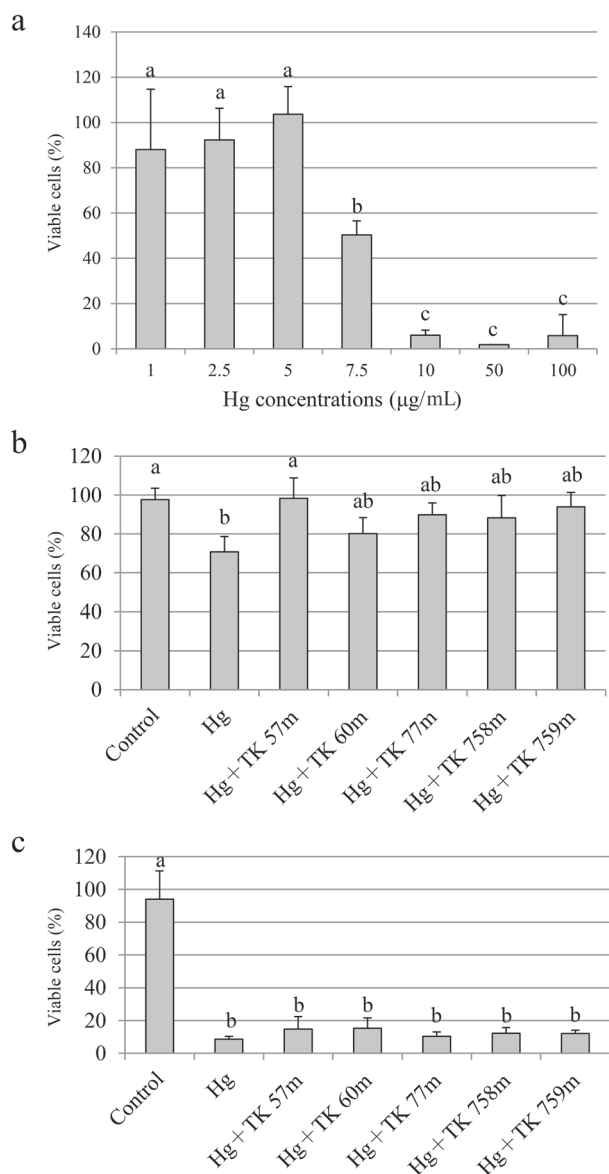 a
140
120
100
80
60
40
20
0
Viable cells (%)
a a a b c c c
1 2.5 5 7.5 10 50 100
Hg concentrations (μg/mL)
b
120
100
80
60
40
20
0
Viable cells (%)
a b a ab ab ab ab
Control
Hg
Hg+TK 57m
Hg+TK 60m
Hg+TK 77m
Hg+TK 758m
Hg+TK 759m
c
120
100
80
60
40
20
0
Viable cells (%)
a b b b b b b
Control
Hg
Hg+TK 57m
Hg+TK 60m
Hg+TK 77m
Hg+TK 758m
Hg+TK 759m